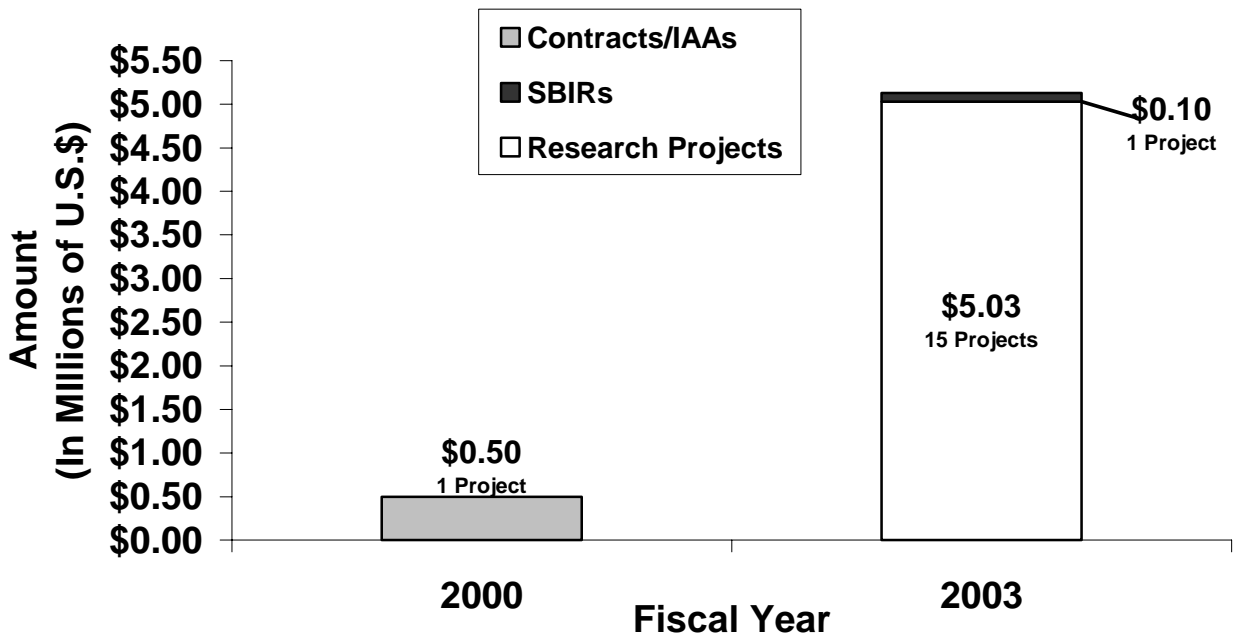 Contracts/IAAs
SBIRs
Research Projects
Amount
(In MIllions of U.S.$)
$5.50
$5.00
$4.50
$4.00
$3.50
$3.00
$2.50
$2.00
$1.50
$1.00
$0.50
$0.00
$0.50
1 Project
$5.03
15 Projects
$0.10
1 Project
2000
2003
Fiscal Year